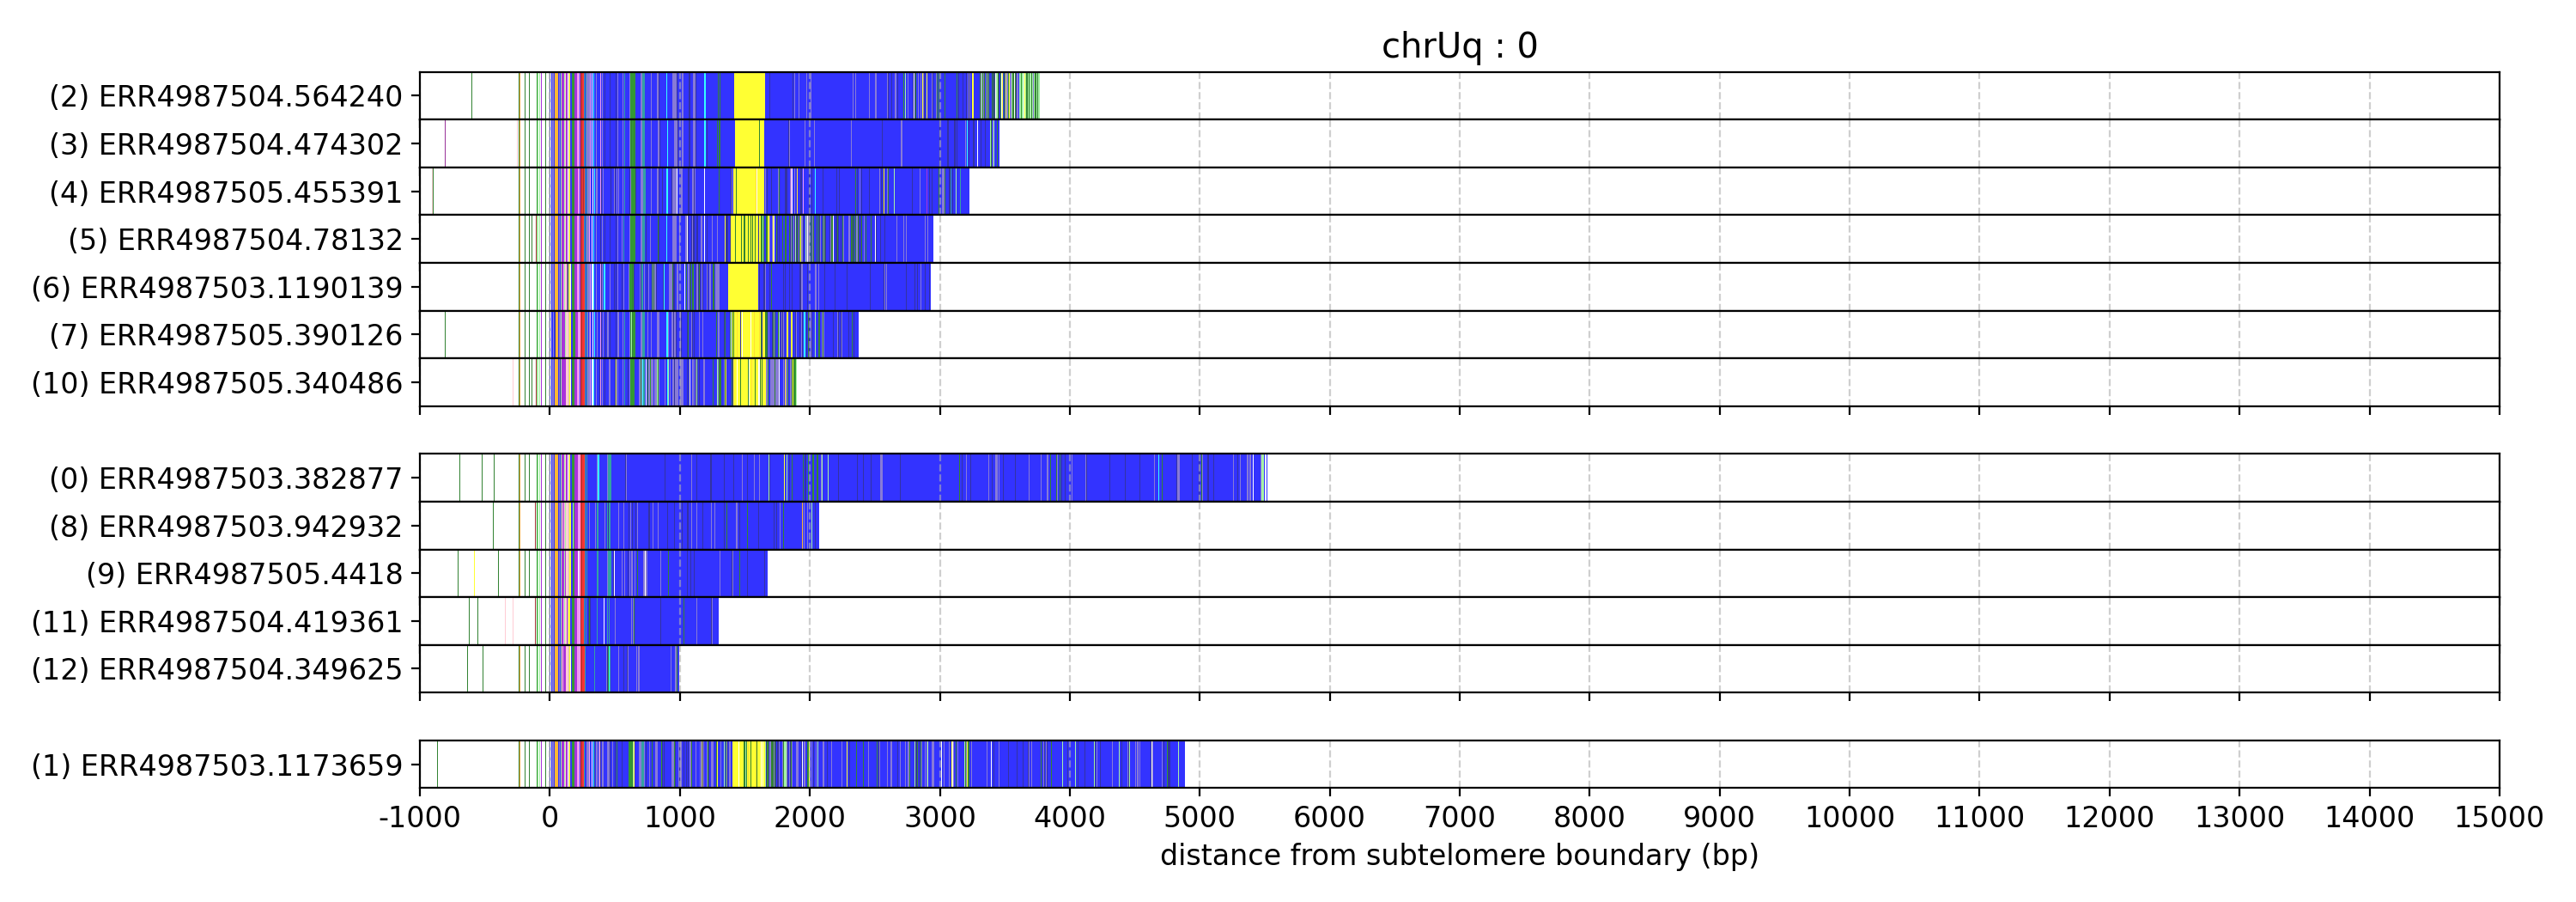 chrUq : 0
(2) ERR4987504.564240
(3) ERR4987504.474302
(4) ERR4987505.455391
(5) ERR4987504.78132
(6) ERR4987503.1190139
(7) ERR4987505.390126
(10) ERR4987505.340486
(0) ERR4987503.382877
(8) ERR4987503.942932
(9) ERR4987505.4418
(11) ERR4987504.419361
(12) ERR4987504.349625
(1) ERR4987503.1173659
-1000 0 1000 2000 3000 4000 5000 6000 7000 8000 9000 10000 11000 12000 13000 14000 15000
distance from subtelomere boundary (bp)